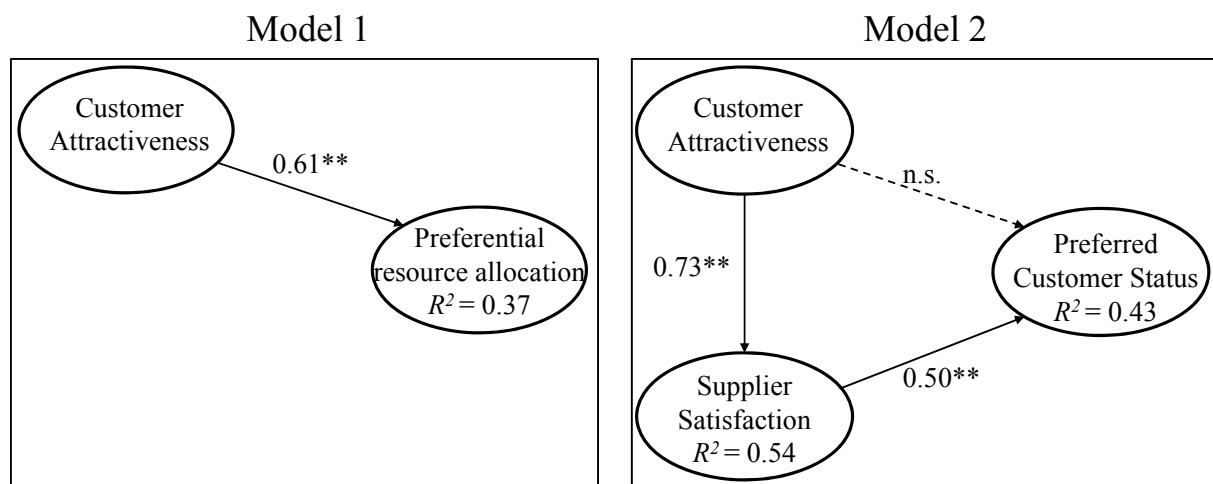 Model 1
Customer
Attractiveness
0.61**
Preferential
resource allocation
R² = 0.37
Model 2
Customer
Attractiveness
n.s.
0.73**
Preferred
Customer Status
R² = 0.43
0.50**
Supplier
Satisfaction
R² = 0.54